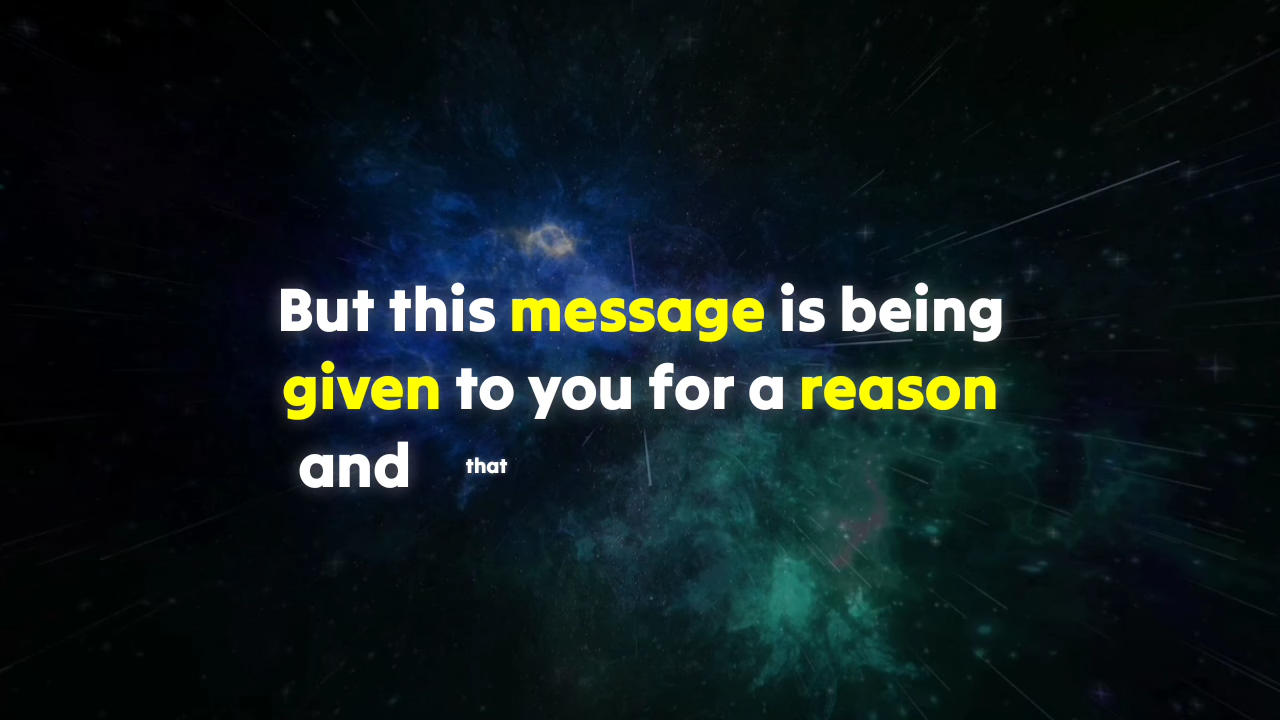 But this message is being
given to you for a reason
and that